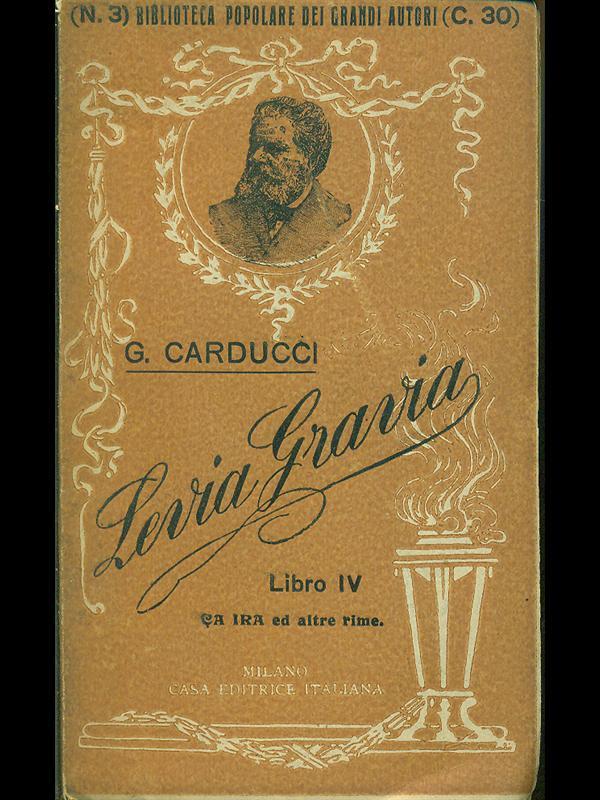 (N. 3) BIBLIOTECA POPOLARE DEI GRANDI AUTORI (C. 30)
G. CARDUCCI
Levia Gravia
Libro IV
ÇA IRA ed altre rime.
MILANO
CASA EDITRICE ITALIANA